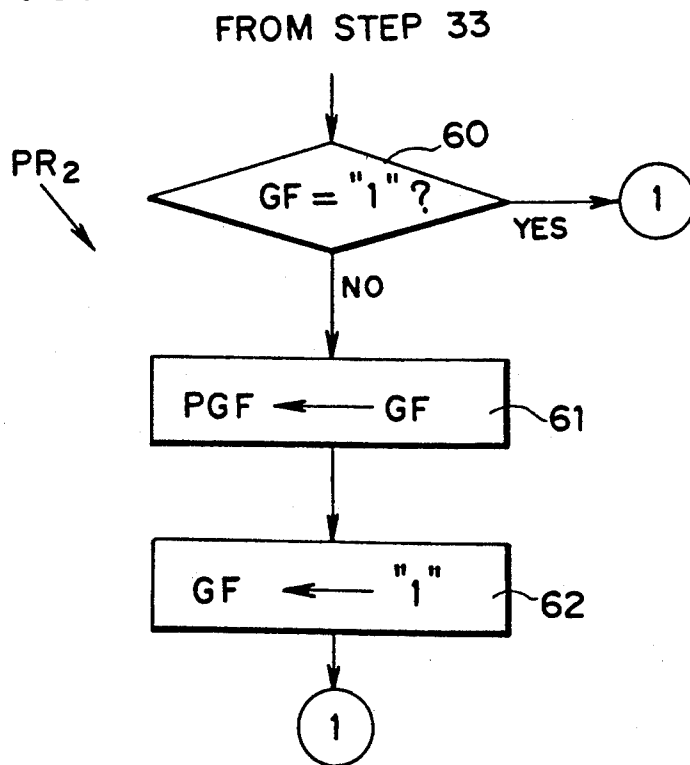 FROM STEP 33
PR2
60
GF = "1" ?
1
YES
NO
PGF ← GF
61
GF ← "1"
62
1